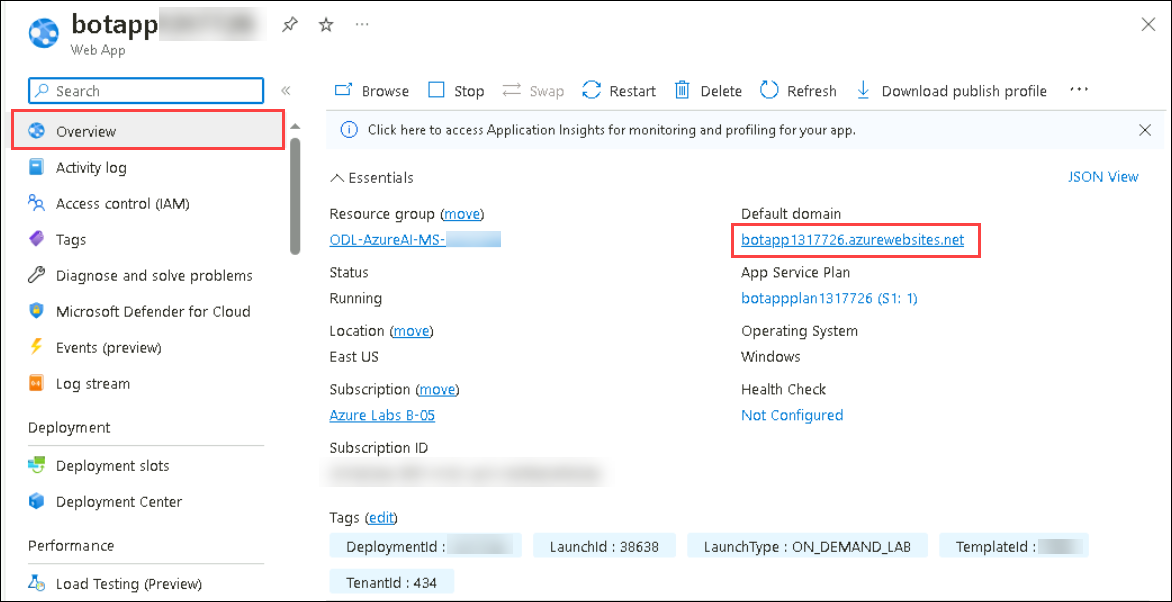 botapp
Web App
Search
Overview
Activity log
Access control (IAM)
Tags
Diagnose and solve problems
Microsoft Defender for Cloud
Events (preview)
Log stream
Deployment
Deployment slots
Deployment Center
Performance
Load Testing (Preview)
Browse Stop Swap Restart Delete Refresh Download publish profile
Click here to access Application Insights for monitoring and profiling for your app.
Essentials
JSON View
Resource group (move)
ODL-AzureAI-MS-
Status
Running
Location (move)
East US
Subscription (move)
Azure Labs B-05
Subscription ID
Default domain
botapp1317726.azurewebsites.net
App Service Plan
botappplan1317726 (S1: 1)
Operating System
Windows
Health Check
Not Configured
Tags (edit)
DeploymentId : LaunchId : 38638 LaunchType : ON_DEMAND_LAB TemplateId :
TenantId : 434